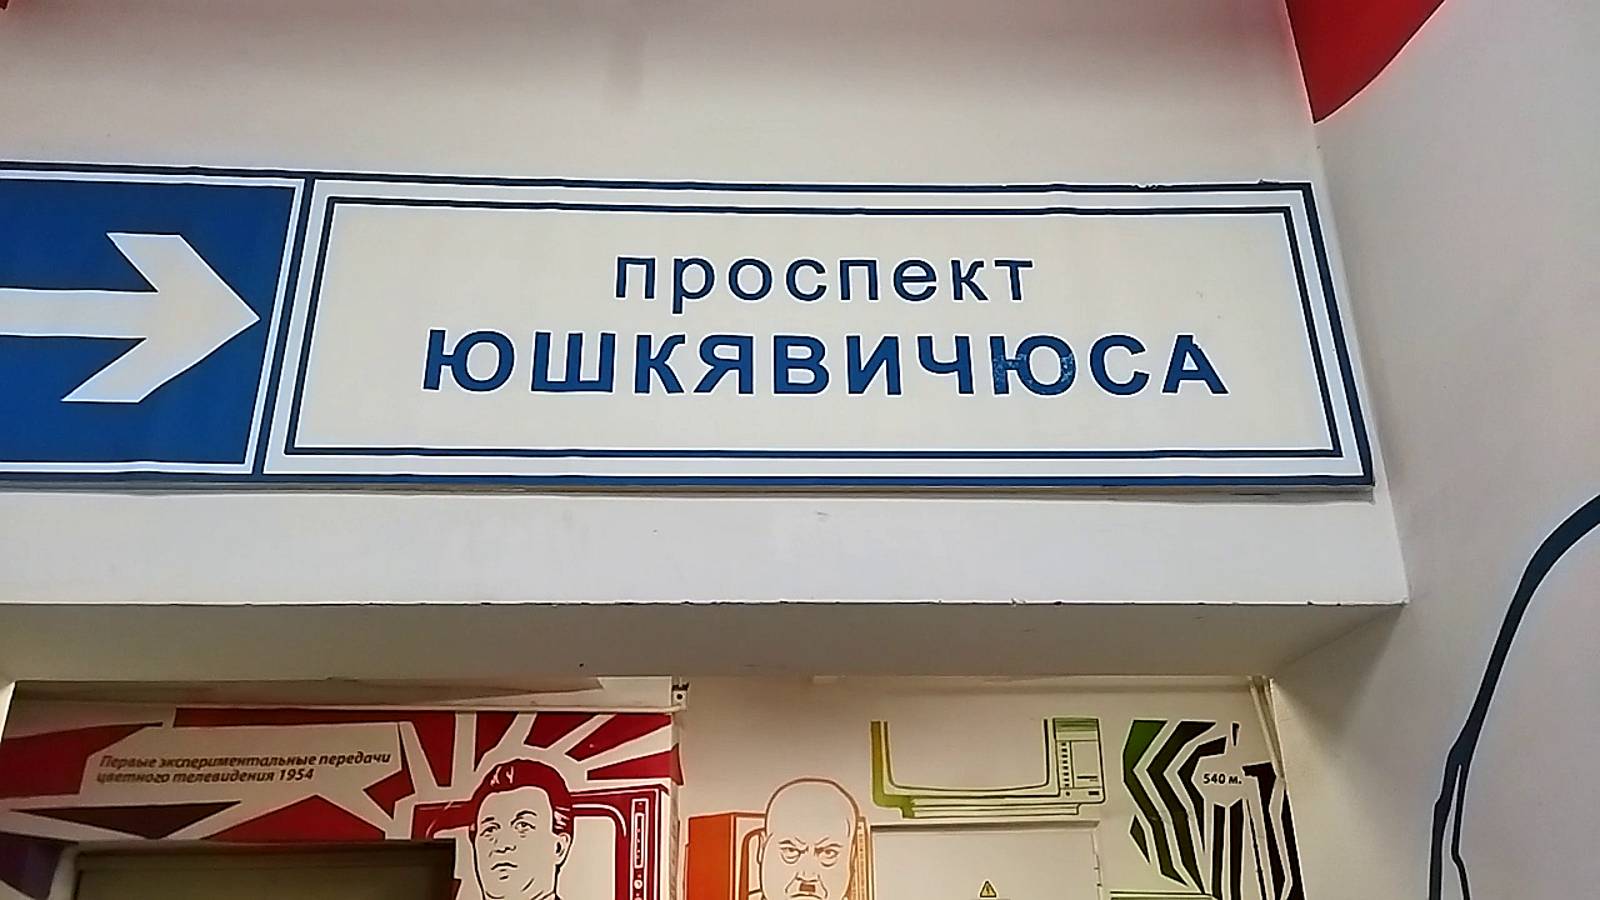 проспект
ЮШКЯВИЧЮСА
Первые экспериментальные передачи
цветного телевидения 1954
540 м.